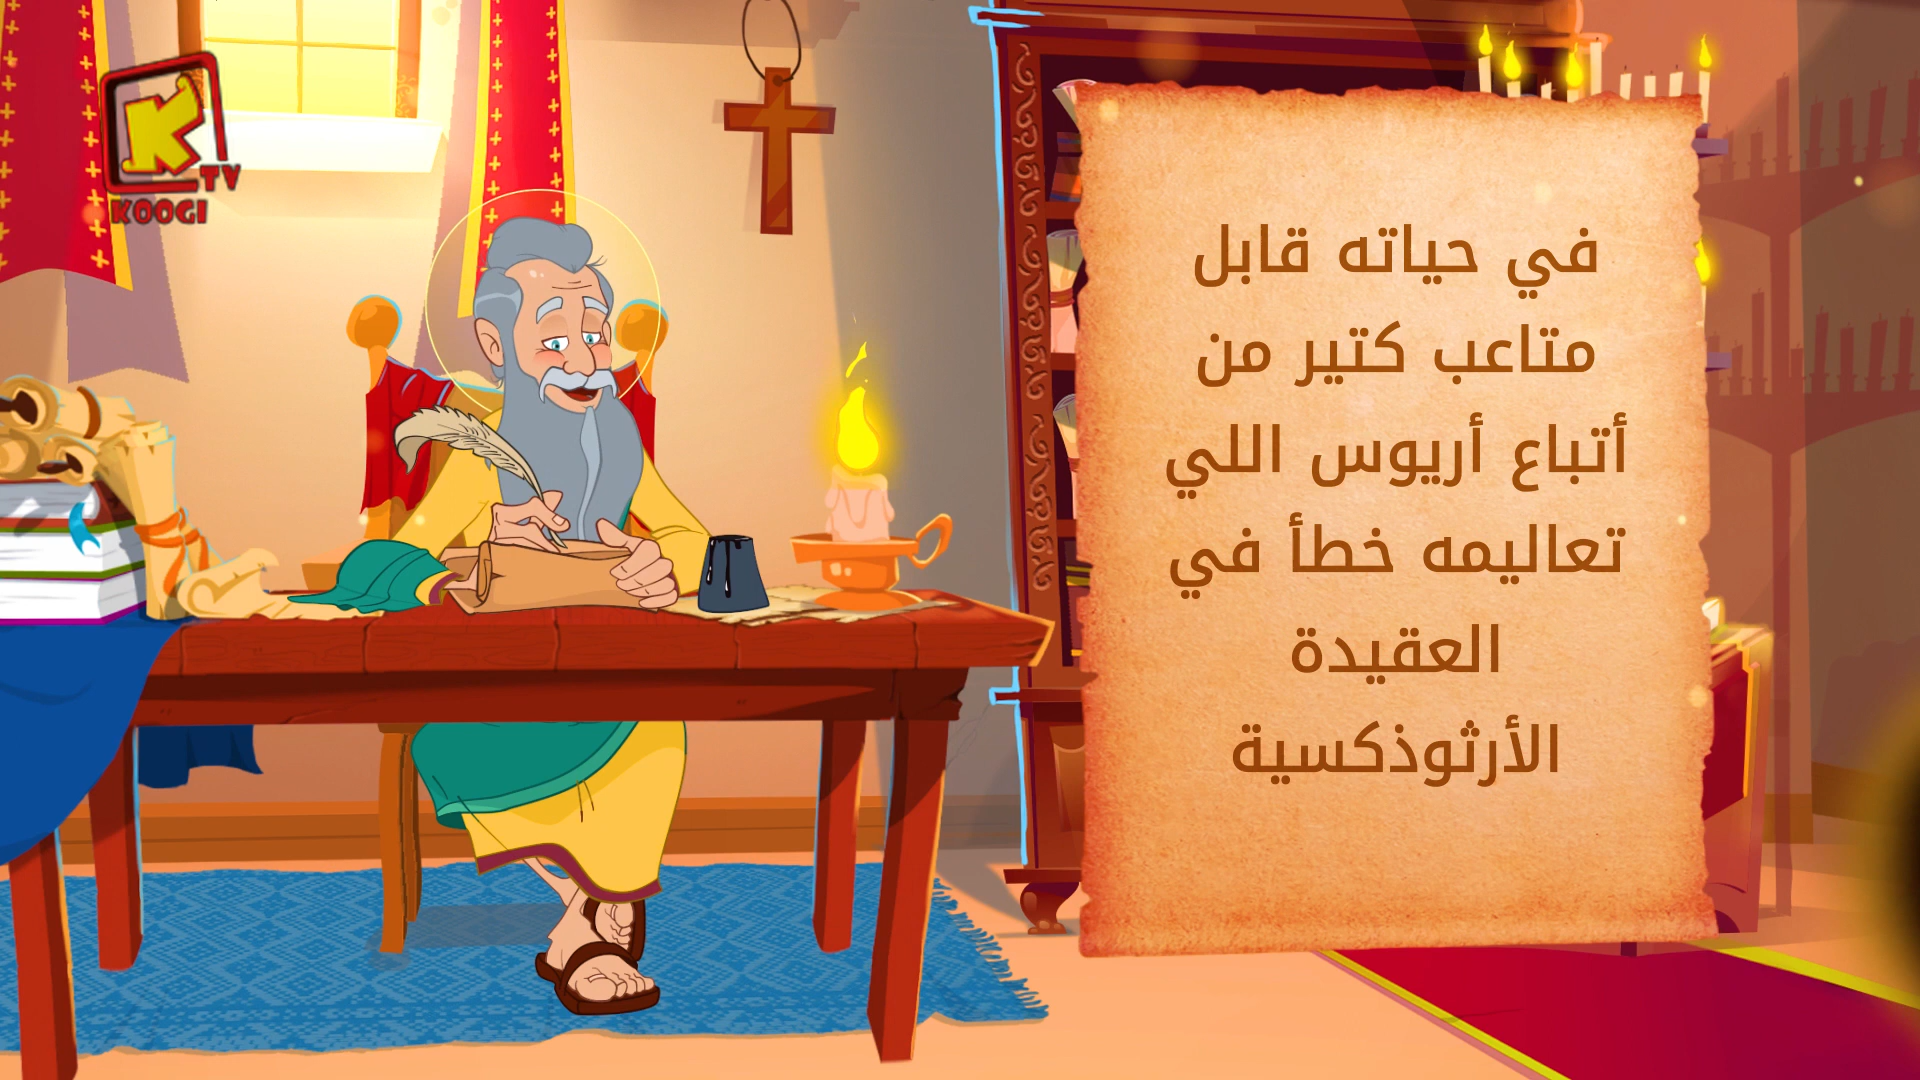 K TV
KOOGI
في حياته قابل
متاعب كتير من
أتباع أريوس اللي
تعاليمه خطأ في
العقيدة
الأرثوذكسية